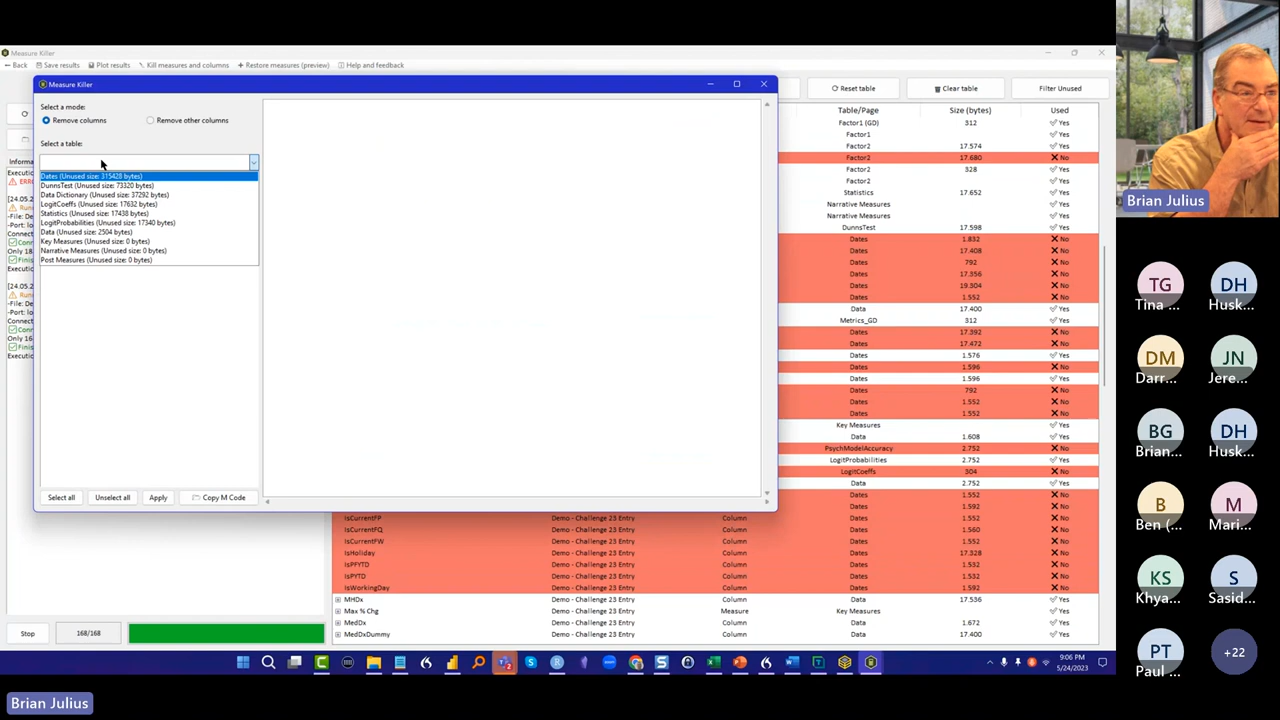 Measure Killer
Back Save results Plot results Kill measures and columns Restore measures (preview) Help and feedback
Measure Killer
Select a mode:
Remove columns Remove other columns
Select a table:
Dates (Unused size: 315428 bytes)
DunnsTest (Unused size: 73320 bytes)
Data Dictionary (Unused size: 37292 bytes)
LogitCoeffs (Unused size: 17632 bytes)
Statistics (Unused size: 17438 bytes)
LogitProbabilities (Unused size: 17340 bytes)
Data (Unused size: 2504 bytes)
Key Measures (Unused size: 0 bytes)
Narrative Measures (Unused size: 0 bytes)
Post Measures (Unused size: 0 bytes)
Select all Unselect all Apply Copy M Code
Reset table Clear table Filter Unused
Table/Page Size (bytes) Used
Factor1 (GD) 312 Yes
Factor1 Yes
Factor2 17.574 Yes
Factor2 17.680 No
Factor2 328 Yes
Factor2 Yes
Statistics 17.652 Yes
Narrative Measures Yes
Narrative Measures Yes
DunnsTest 17.598 Yes
Dates 1.832 No
Dates 17.408 No
Dates 792 No
Dates 17.356 No
Dates 19.304 No
Dates 1.552 No
Data 17.400 Yes
Metrics_GD 312 Yes
Dates 17.392 No
Dates 17.472 No
Dates 1.576 Yes
Dates 1.596 No
Dates 1.596 Yes
Dates 792 No
Dates 1.552 No
Dates 1.552 No
Key Measures Yes
Data 1.608 Yes
PsychModelAccuracy 2.752 No
LogitProbabilities 2.752 Yes
LogitCoeffs 304 No
Data 2.752 Yes
Dates 1.552 No
Dates 1.592 No
IsCurrentFP Demo - Challenge 23 Entry Column Dates 1.552 No
IsCurrentFQ Demo - Challenge 23 Entry Column Dates 1.560 No
IsCurrentFW Demo - Challenge 23 Entry Column Dates 1.552 No
IsHoliday Demo - Challenge 23 Entry Column Dates 17.328 No
IsPFYTD Demo - Challenge 23 Entry Column Dates 1.532 No
IsPYTD Demo - Challenge 23 Entry Column Dates 1.532 No
IsWorkingDay Demo - Challenge 23 Entry Column Dates 1.592 No
MHDx Demo - Challenge 23 Entry Column Data 17.536 Yes
Max % Chg Demo - Challenge 23 Entry Measure Key Measures Yes
MedDx Demo - Challenge 23 Entry Column Data 1.672 Yes
MedDxDummy Demo - Challenge 23 Entry Column Data 17.400 Yes
Stop 168/168
9:06 PM
5/24/2023
Brian Julius
Brian Julius
TG DH
Tina ... Husk...
DM JN
Darr... Jere...
BG DH
Brian... Husk...
B M
Ben (... Mari...
KS S
Khya... Sasid...
PT +22
Paul ...